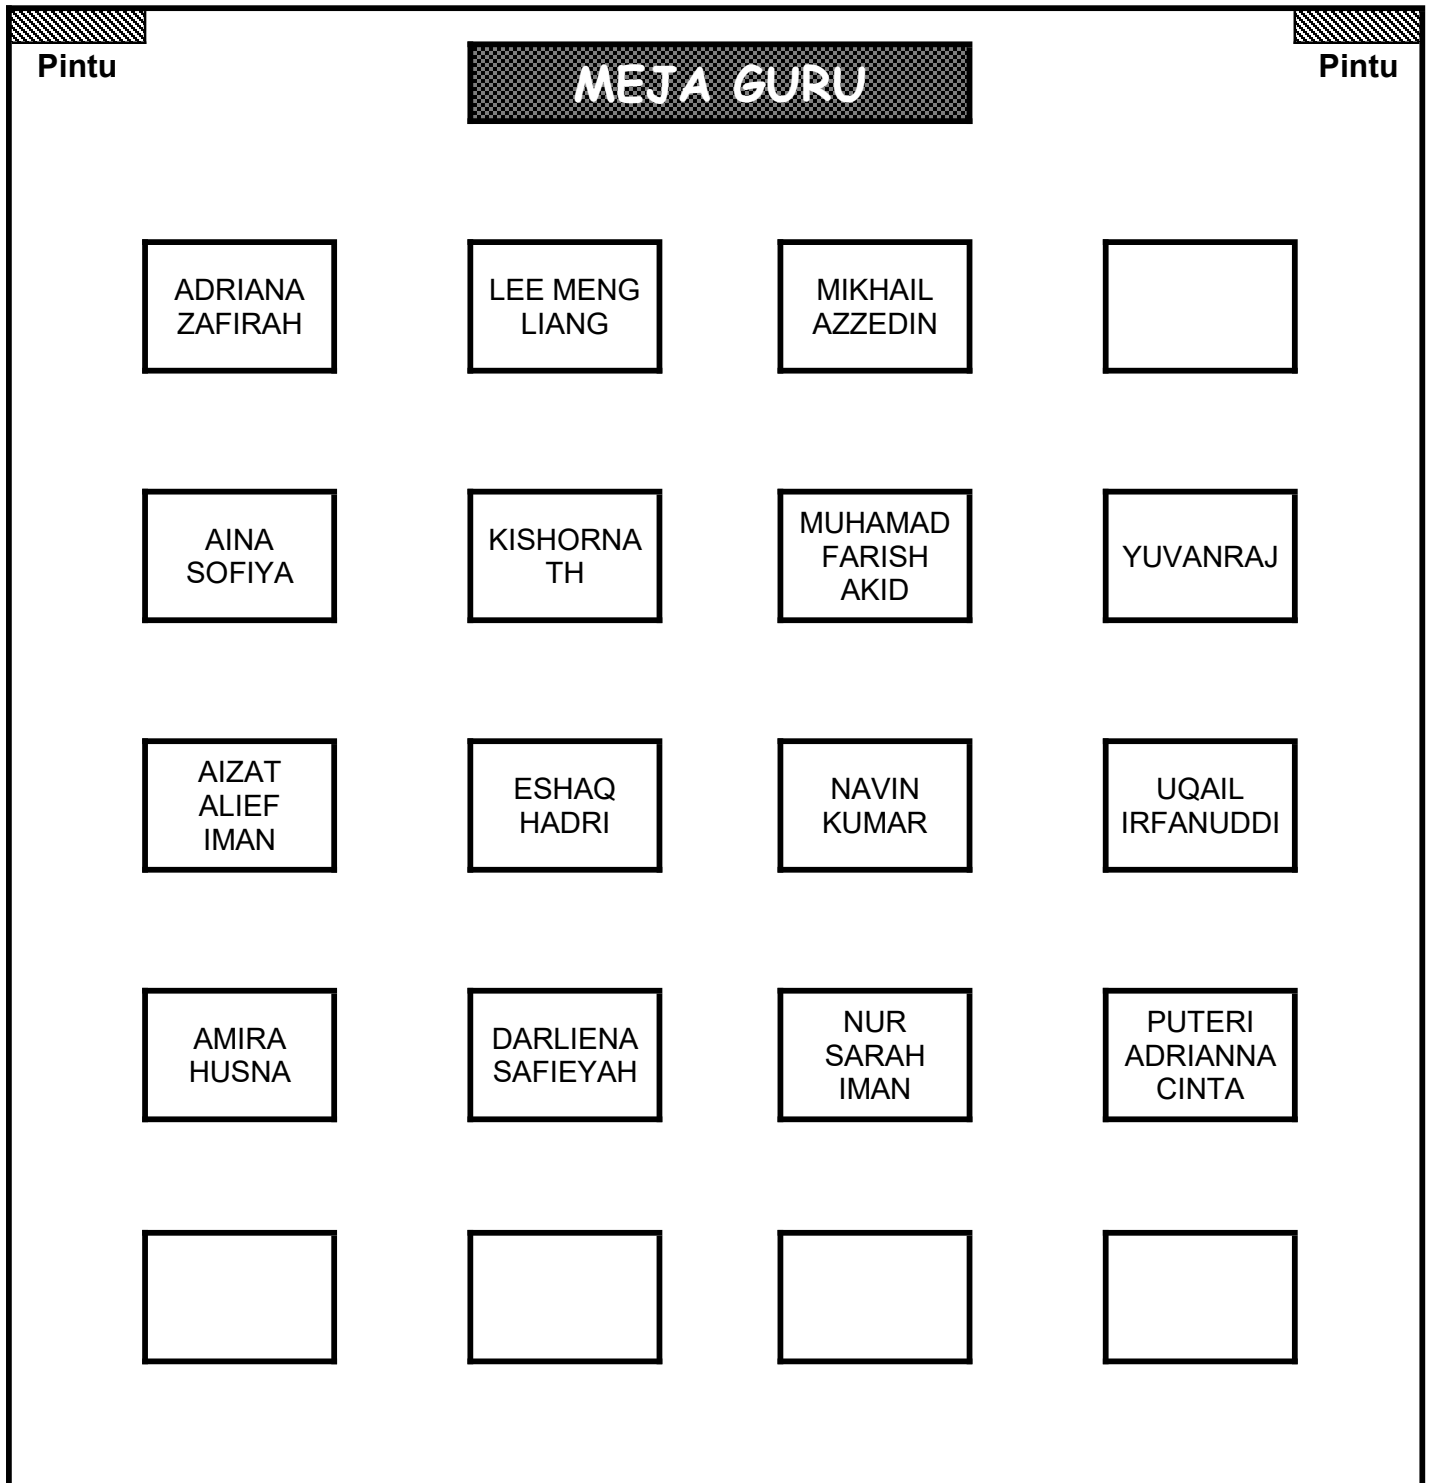 Pintu
MEJA GURU
Pintu
ADRIANA
ZAFIRAH
LEE MENG
LIANG
MIKHAIL
AZZEDIN
AINA
SOFIYA
KISHORNA
TH
MUHAMAD
FARISH
AKID
YUVANRAJ
AIZAT
ALIEF
IMAN
ESHAQ
HADRI
NAVIN
KUMAR
UQAIL
IRFANUDDI
AMIRA
HUSNA
DARLIENA
SAFIEYAH
NUR
SARAH
IMAN
PUTERI
ADRIANNA
CINTA